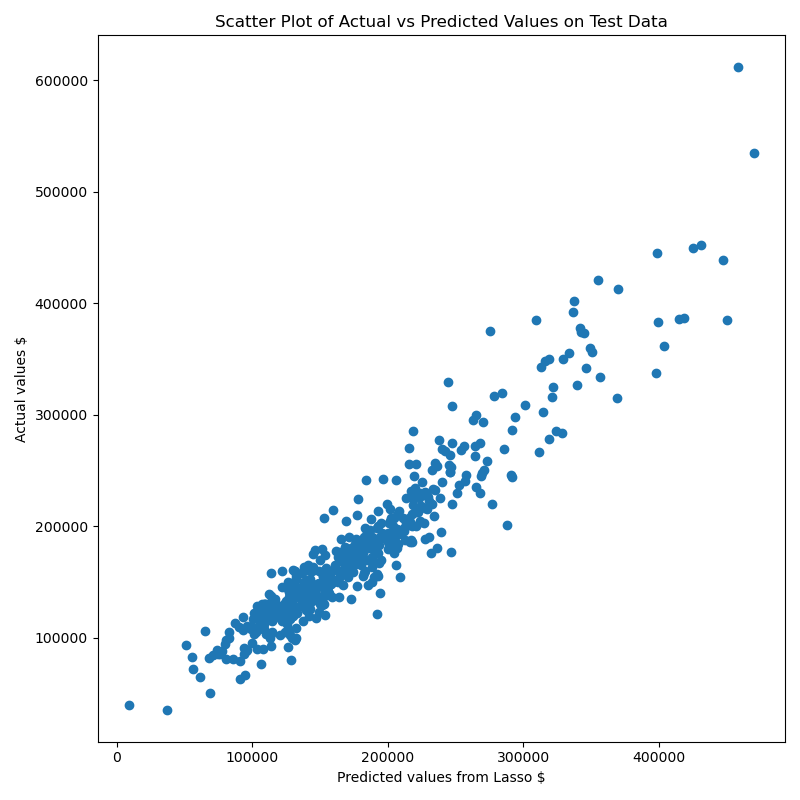 Scatter Plot of Actual vs Predicted Values on Test Data
600000
500000
400000
300000
200000
100000
Actual values $
0 100000 200000 300000 400000
Predicted values from Lasso $